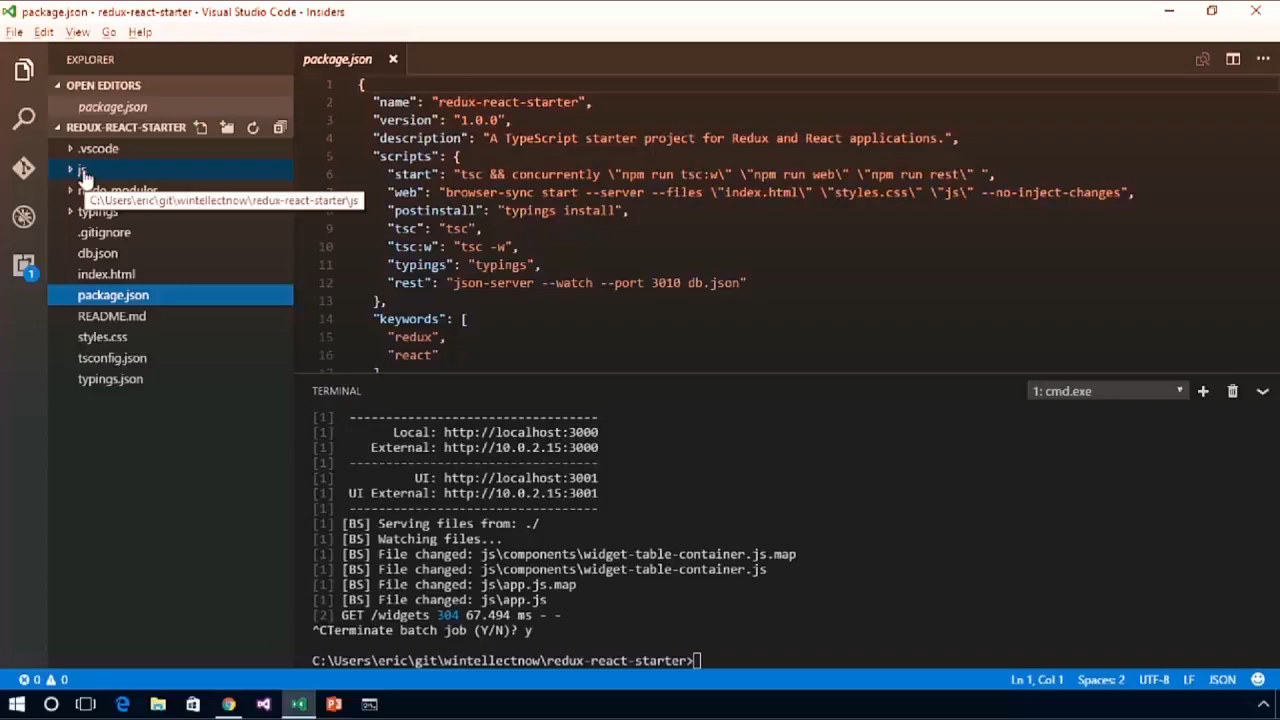 package.json - redux-react-starter - Visual Studio Code - Insiders
File Edit View Go Help
EXPLORER
OPEN EDITORS
package.json
REDUX-REACT-STARTER
.vscode
js
node_modules
C:\Users\eric\git\wintellectnow\redux-react-starter\js
typings
.gitignore
db.json
index.html
package.json
README.md
styles.css
tsconfig.json
typings.json
1
package.json
1 {
2 "name": "redux-react-starter",
3 "version": "1.0.0",
4 "description": "A TypeScript starter project for Redux and React applications.",
5 "scripts": {
6 "start": "tsc && concurrently \"npm run tsc:w\" \"npm run web\" \"npm run rest\" ",
7 "web": "browser-sync start --server --files \"index.html\" \"styles.css\" \"js\" --no-inject-changes",
8 "postinstall": "typings install",
9 "tsc": "tsc",
10 "tsc:w": "tsc -w",
11 "typings": "typings",
12 "rest": "json-server --watch --port 3010 db.json"
13 },
14 "keywords": [
15 "redux",
16 "react"
TERMINAL
1: cmd.exe
[1] ----------------------------------
[1] Local: http://localhost:3000
[1] External: http://10.0.2.15:3000
[1] ----------------------------------
[1] UI: http://localhost:3001
[1] UI External: http://10.0.2.15:3001
[1] ----------------------------------
[1] [BS] Serving files from: ./
[1] [BS] Watching files...
[1] [BS] File changed: js\components\widget-table-container.js.map
[1] [BS] File changed: js\components\widget-table-container.js
[1] [BS] File changed: js\app.js.map
[1] [BS] File changed: js\app.js
[2] GET /widgets 304 67.494 ms - -
^CTerminate batch job (Y/N)? y
C:\Users\eric\git\wintellectnow\redux-react-starter>
0 0
Ln 1, Col 1 Spaces: 2 UTF-8 LF JSON